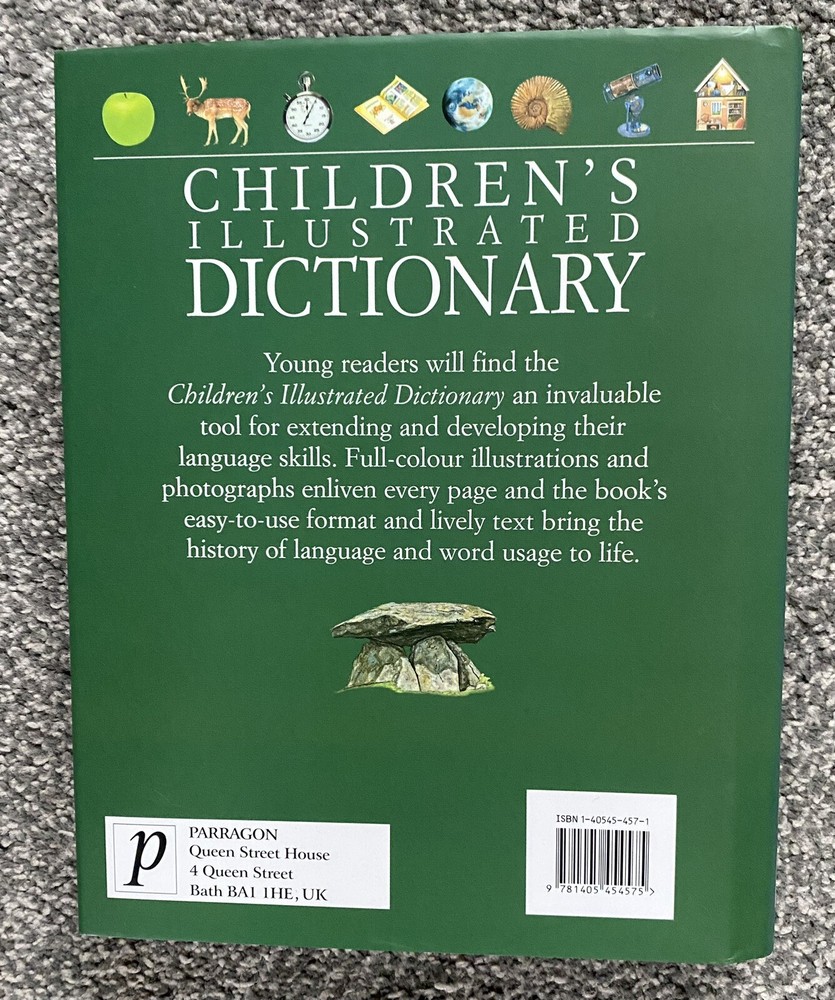 CHILDREN'S
ILLUSTRATED
DICTIONARY
Young readers will find the
Children's Illustrated Dictionary an invaluable
tool for extending and developing their
language skills. Full-colour illustrations and
photographs enliven every page and the book's
easy-to-use format and lively text bring the
history of language and word usage to life.
p
PARRAGON
Queen Street House
4 Queen Street
Bath BA1 1HE, UK
ISBN 1-40545-457-1
9 781405 454575 >